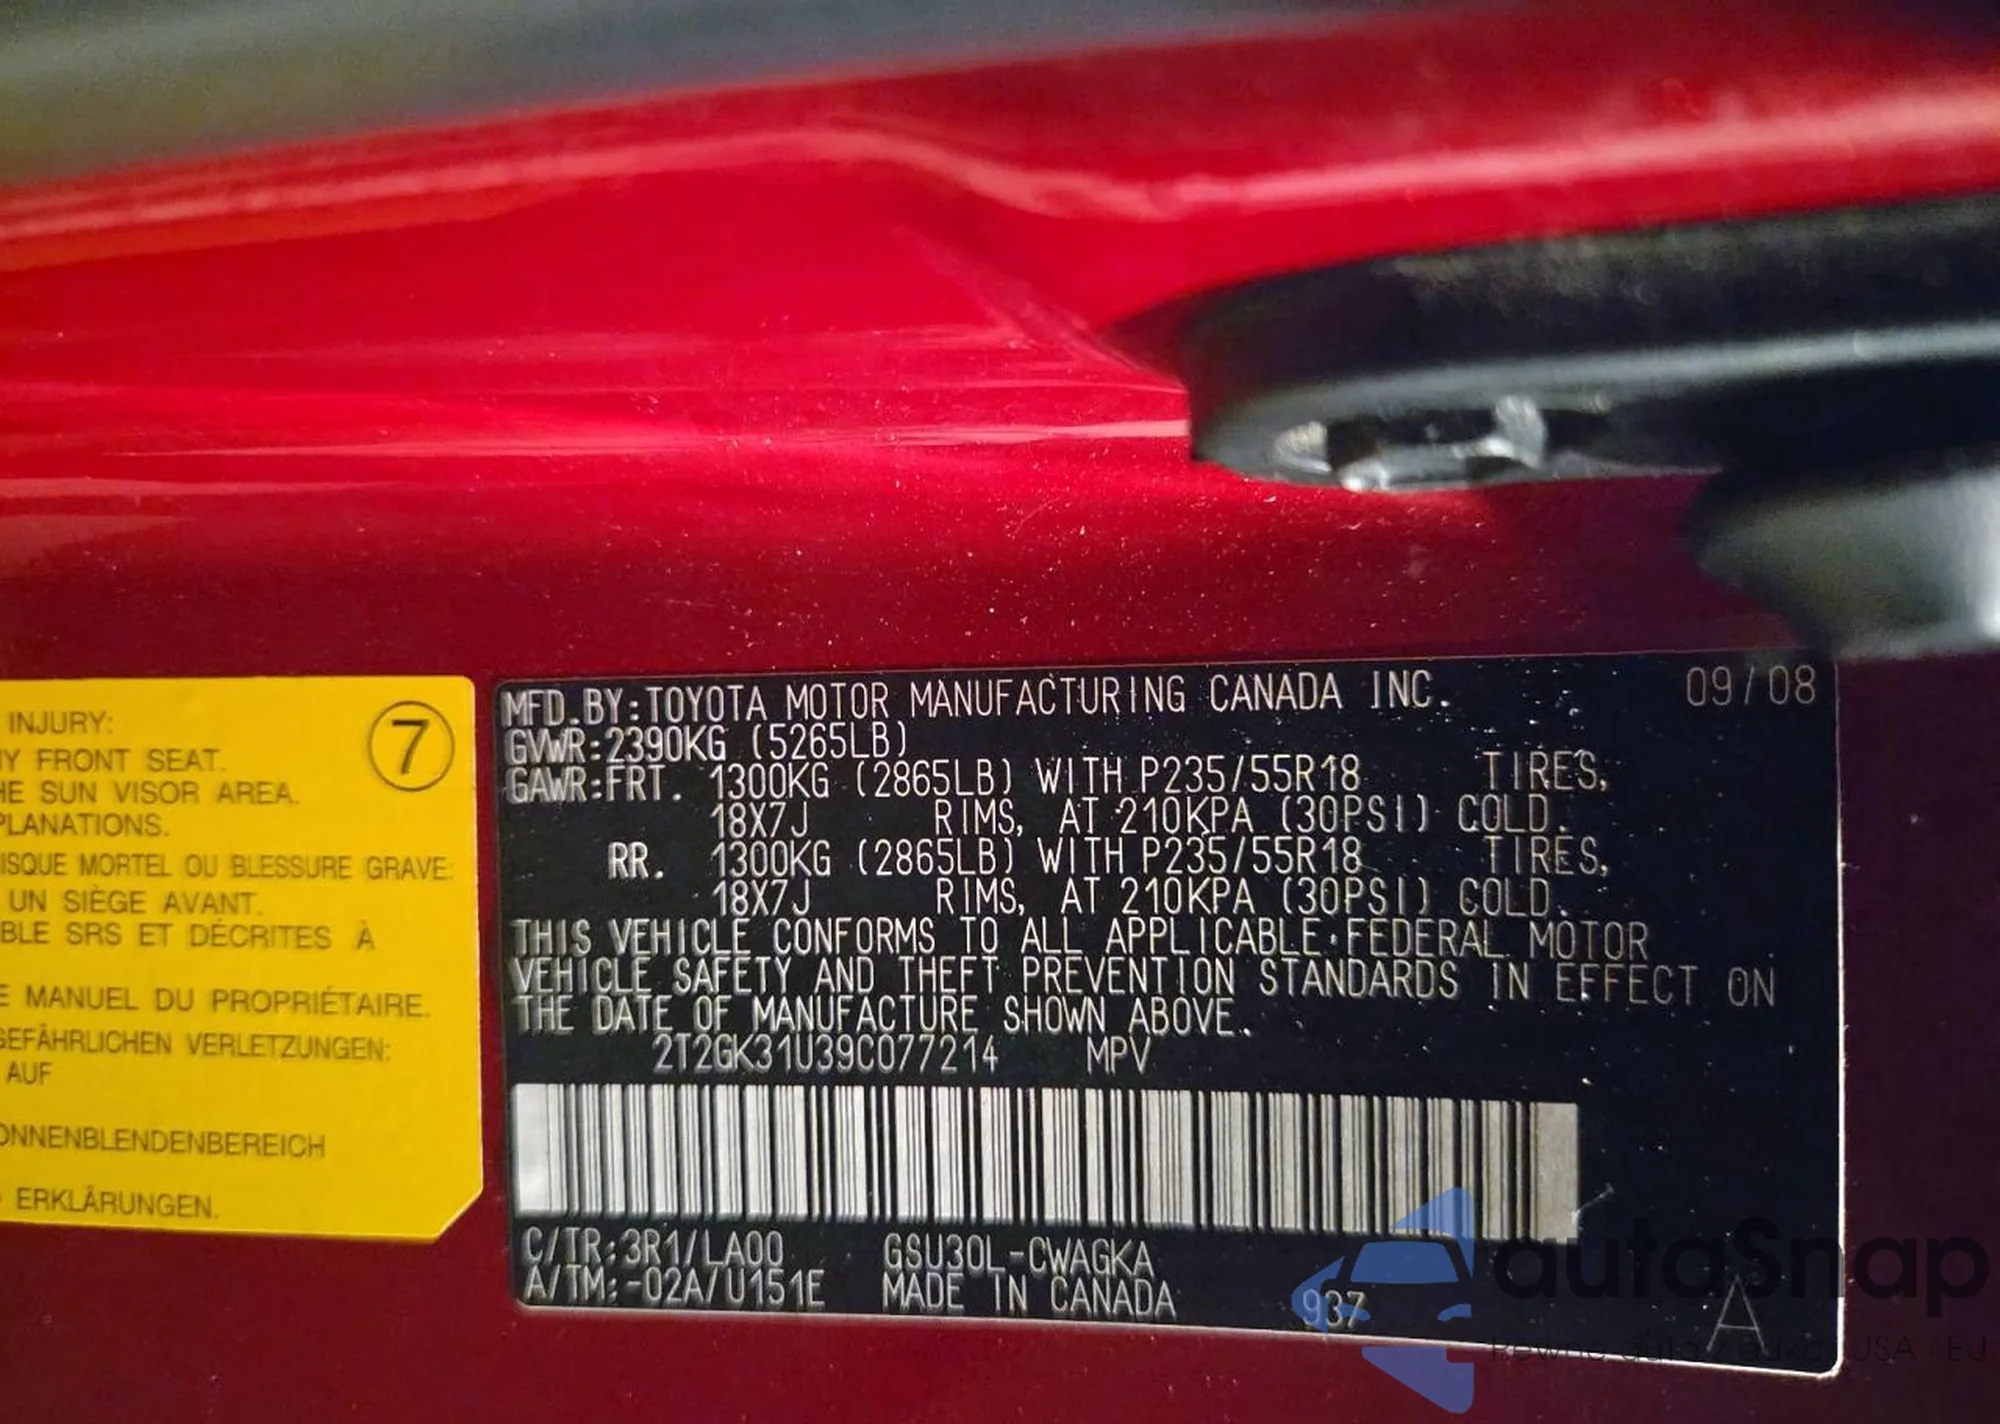 INJURY:
Y FRONT SEAT.
HE SUN VISOR AREA.
PLANATIONS.
ISQUE MORTEL OU BLESSURE GRAVE:
UN SIÈGE AVANT.
BLE SRS ET DÉCRITES À
E MANUEL DU PROPRIÉTAIRE.
GEFÄHRLICHEN VERLETZUNGEN:
AUF
ONNENBLENDENBEREICH
ERKLÄRUNGEN.
7
MFD.BY:TOYOTA MOTOR MANUFACTURING CANADA INC. 09/08
GVWR:2390KG (5265LB)
GAWR:FRT. 1300KG (2865LB) WITH P235/55R18 TIRES,
18X7J RIMS, AT 210KPA (30PSI) COLD.
RR. 1300KG (2865LB) WITH P235/55R18 TIRES,
18X7J RIMS, AT 210KPA (30PSI) COLD.
THIS VEHICLE CONFORMS TO ALL APPLICABLE FEDERAL MOTOR
VEHICLE SAFETY AND THEFT PREVENTION STANDARDS IN EFFECT ON
THE DATE OF MANUFACTURE SHOWN ABOVE.
2T2GK31U39C077214 MPV
C/TR:3R1/LA00 GSU30L-CWAGKA
A/TM:-02A/U151E MADE IN CANADA 937 A
autoSnap
Pewne auto USA EU